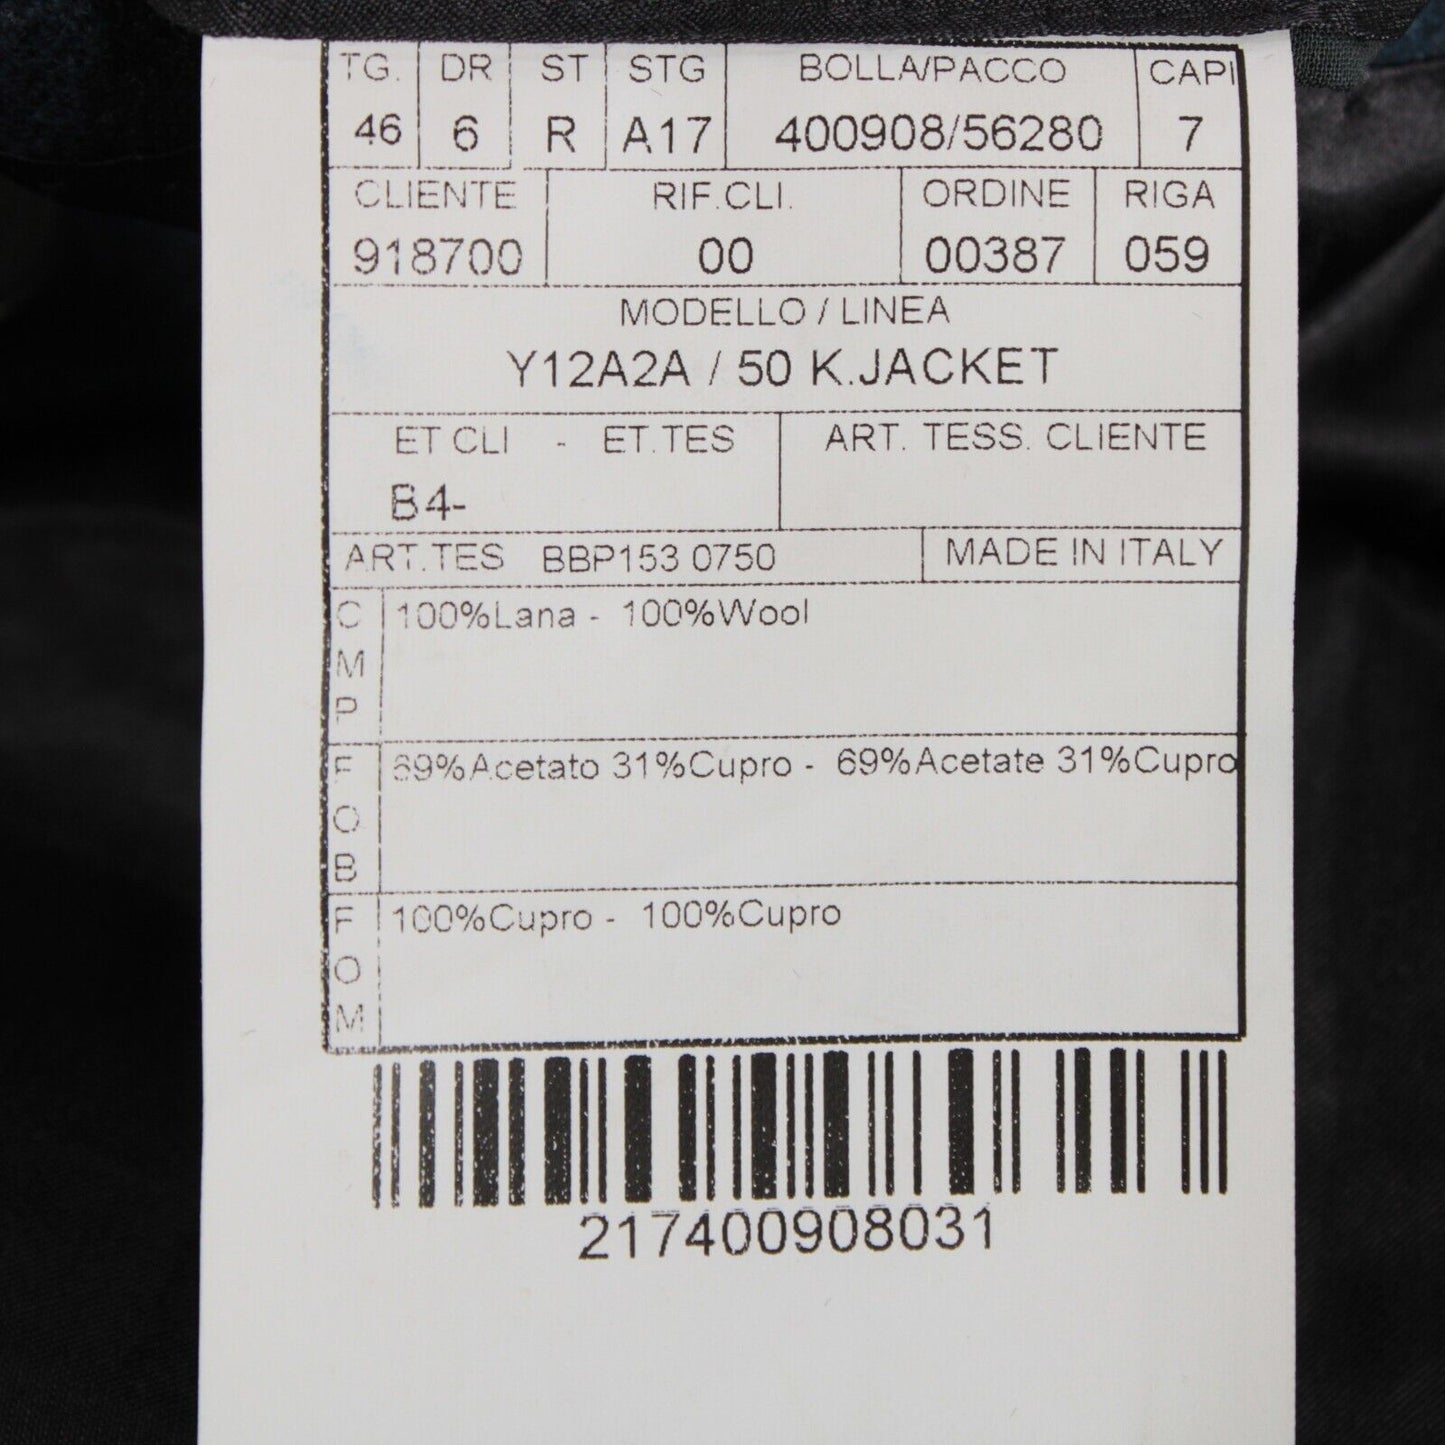 TG. DR ST STG BOLLA/PACCO CAPI
46 6 R A17 400908/56280 7
CLIENTE RIF.CLI. ORDINE RIGA
918700 00 00387 059
MODELLO / LINEA
Y12A2A / 50 K.JACKET
ET CLI - ET.TES ART. TESS. CLIENTE
B4-
ART.TES BBP153 0750 MADE IN ITALY
C 100%Lana - 100%Wool
M
P
F 69%Acetato 31%Cupro - 69%Acetate 31%Cupro
O
B
F 100%Cupro - 100%Cupro
O
M
217400908031